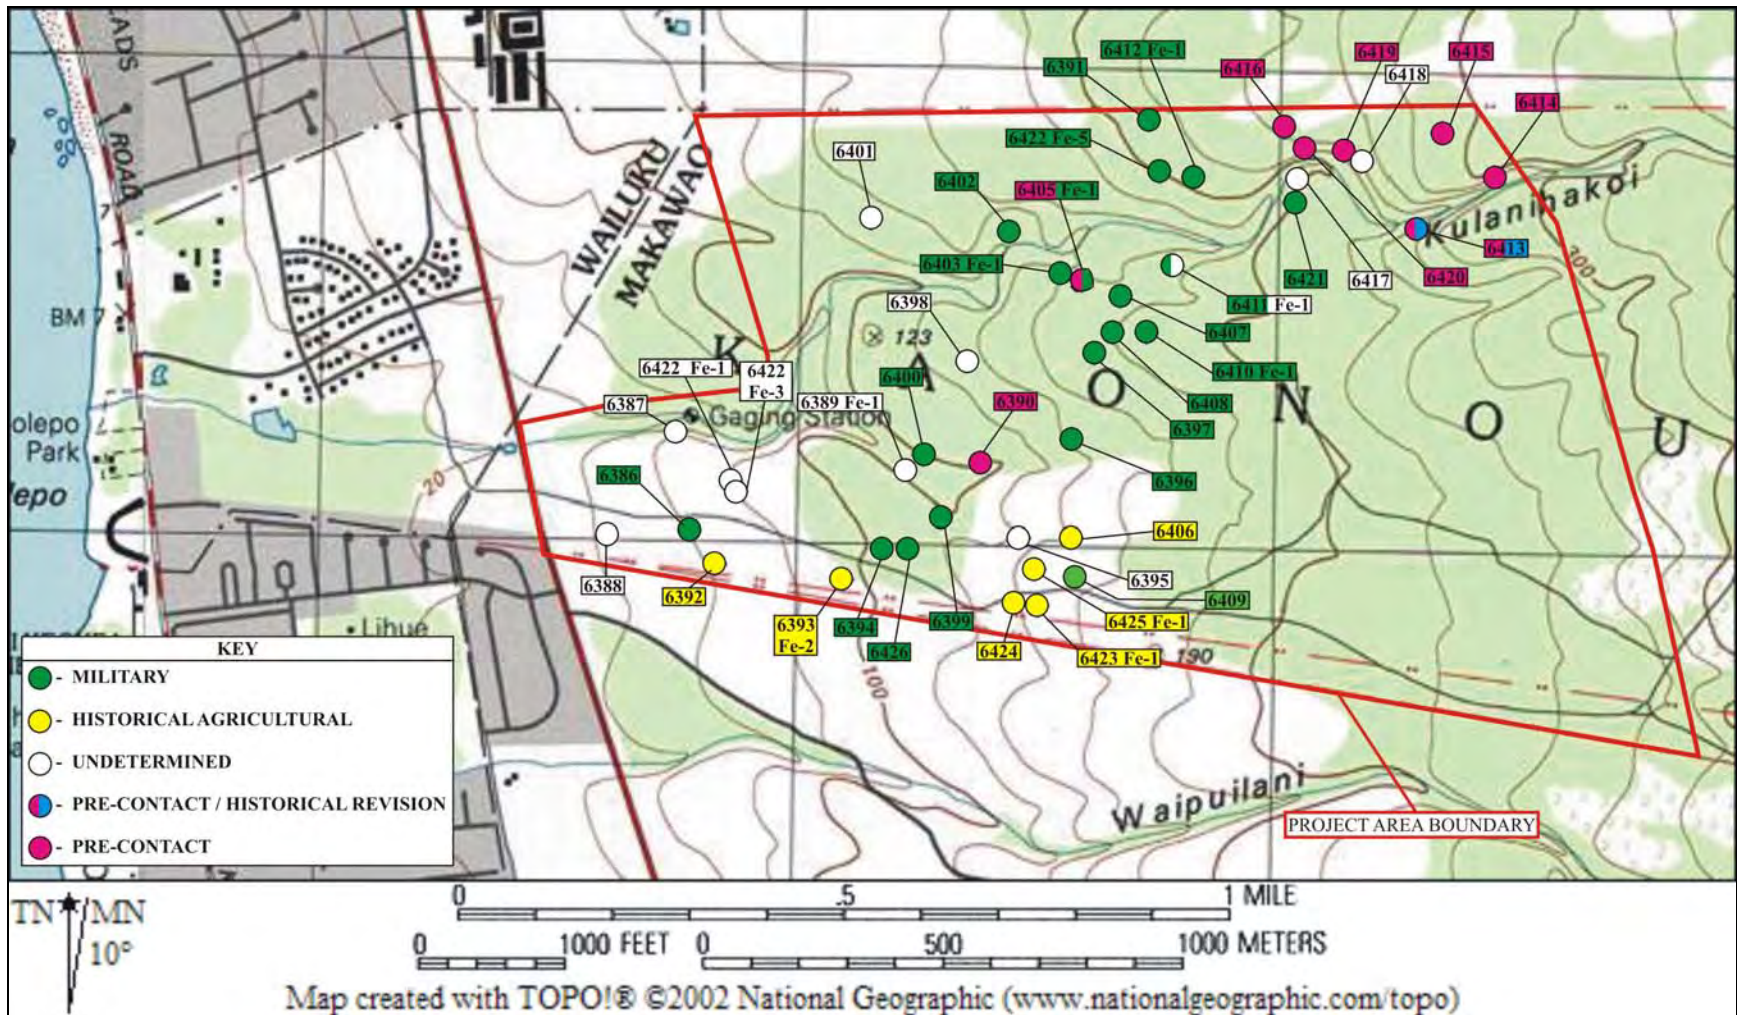 EADS
ROAD
7
BM 7
olepo
Park
lepo
20
WAILUKU
MAKAWAO
6401
6402
6391
6412 Fe-1
6422 Fe-5
6405 Fe-1
6403 Fe-1
6416
6419
6418
6415
6414
Kulanihakoi
6413
6420
6417
6421
6411 Fe-1
200
6398
123
6407
6410 Fe-1
6408
6397
K A O N O U
6400
6422 Fe-1
6422
Fe-3
6389 Fe-1
6387
Gaging Station
6390
6396
6386
6388
6392
6393
Fe-2
6394
6426
6399
6406
6395
6409
6425 Fe-1
6424
6423 Fe-1
190
100
Lihue
Waipuilani
PROJECT AREA BOUNDARY
KEY
- MILITARY
- HISTORICAL AGRICULTURAL
- UNDETERMINED
- PRE-CONTACT / HISTORICAL REVISION
- PRE-CONTACT
TN MN
10°
0 .5 1 MILE
0 1000 FEET 0 500 1000 METERS
Map created with TOPO!® ©2002 National Geographic (www.nationalgeographic.com/topo)